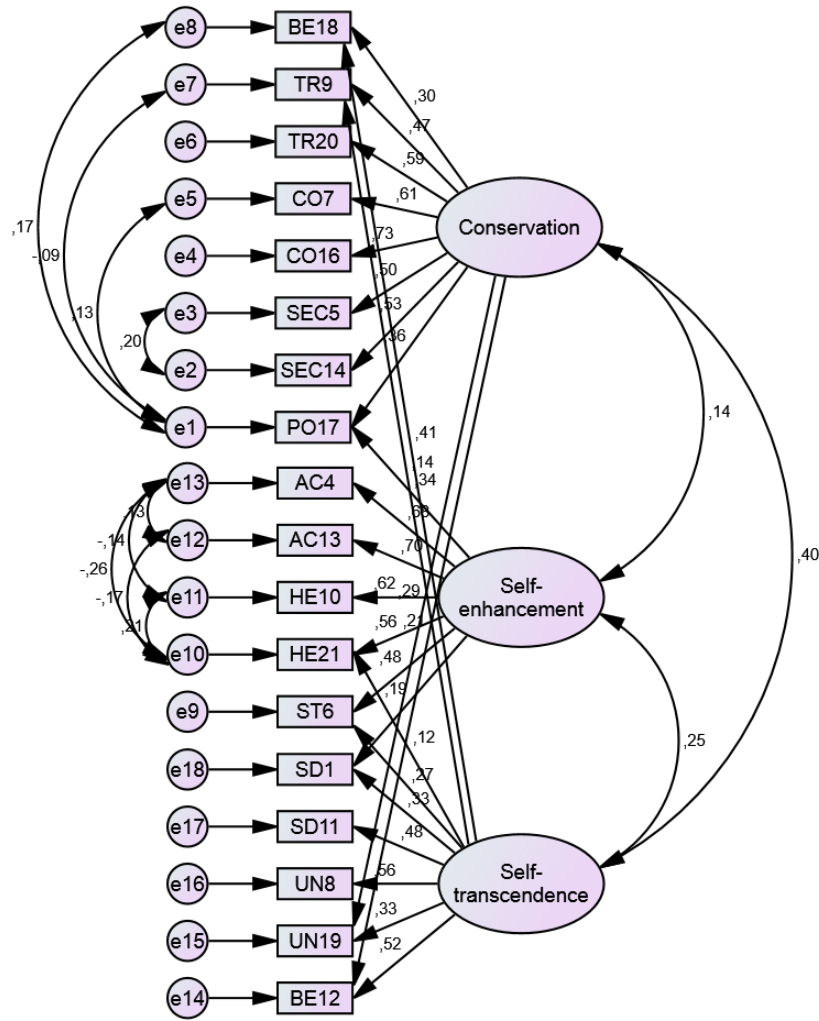 e8 BE18
e7 TR9
,30
,47
e6 TR20
,59
e5 CO7
,61
,17
Conservation
,73
-,09
e4 CO16
,50
,13
e3 SEC5
,53
,20
,36
e2 SEC14
,14
e1 PO17
,41
,14
,34
e13 AC4
,13
,68
-,14
e12 AC13
,70
,40
-,26
,62
,29
-,17
e11 HE10
Self-
enhancement
,21
,56
e10 HE21
,48
,19
e9 ST6
,12
,25
e18 SD1
,27
,33
e17 SD11
,48
,56
e16 UN8
Self-
transcendence
,33
e15 UN19
,52
e14 BE12